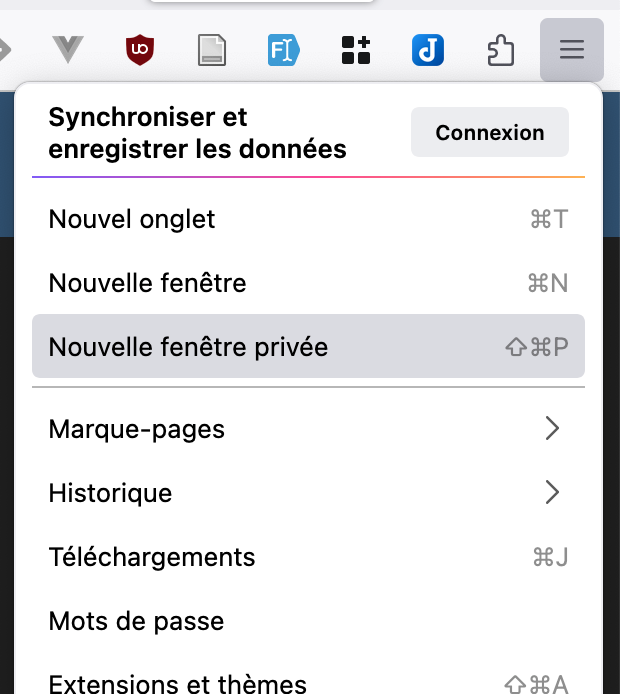 Synchroniser et
enregistrer les données
Connexion
Nouvel onglet ⌘T
Nouvelle fenêtre ⌘N
Nouvelle fenêtre privée ⇧⌘P
Marque-pages
Historique
Téléchargements ⌘J
Mots de passe
Extensions et thèmes ⇧⌘A